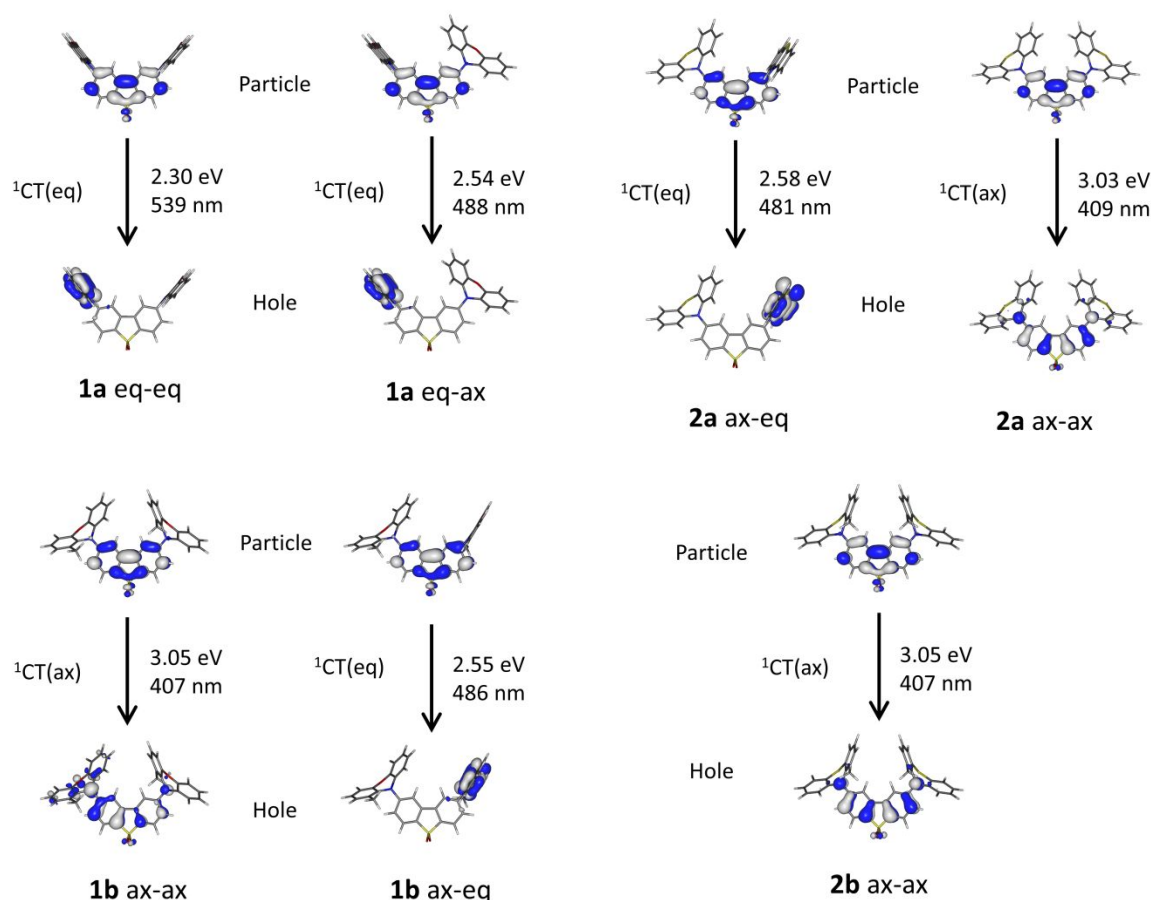 Particle
¹CT(eq)
2.30 eV
539 nm
¹CT(eq)
2.54 eV
488 nm
Hole
1a eq-eq
1a eq-ax
Particle
¹CT(eq)
2.58 eV
481 nm
¹CT(ax)
3.03 eV
409 nm
Hole
2a ax-eq
2a ax-ax
Particle
¹CT(ax)
3.05 eV
407 nm
¹CT(eq)
2.55 eV
486 nm
Hole
1b ax-ax
1b ax-eq
Particle
¹CT(ax)
3.05 eV
407 nm
Hole
2b ax-ax